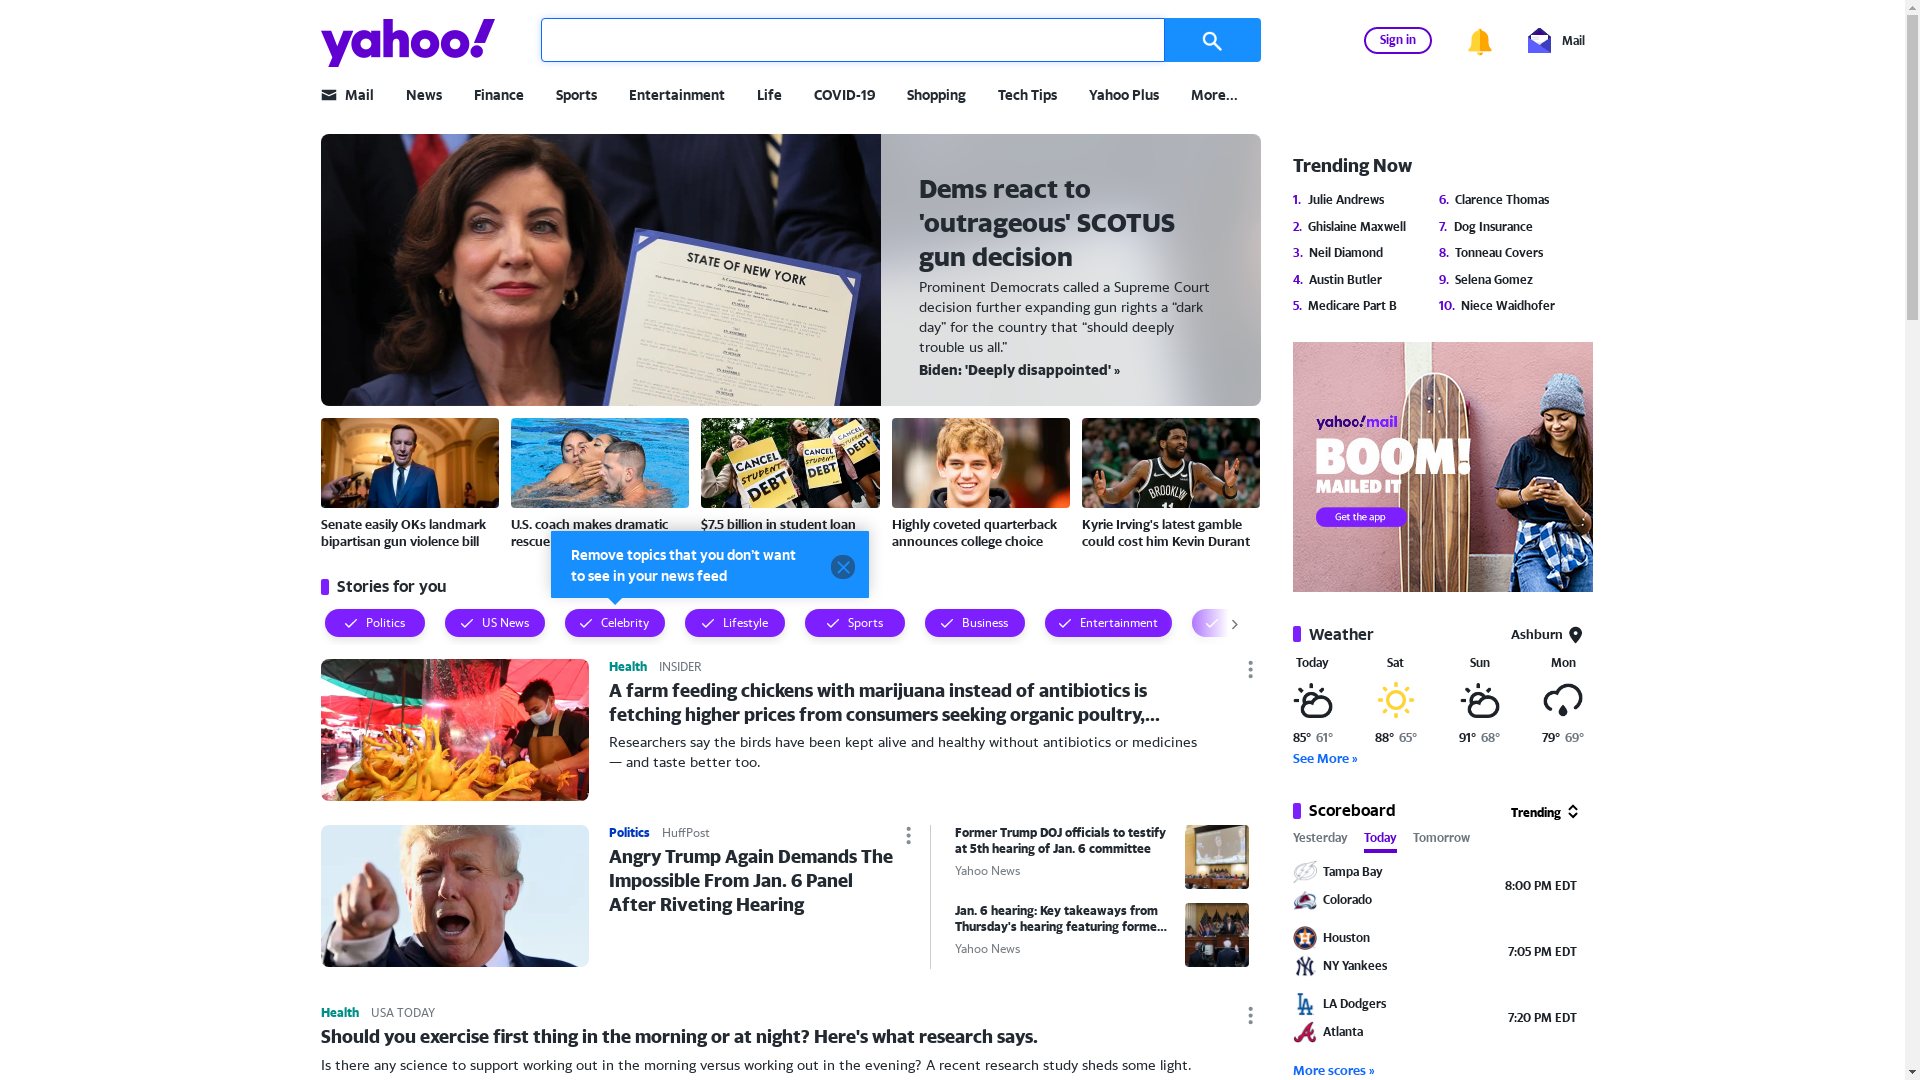 yahoo!
Sign in
Mail
Mail
News
Finance
Sports
Entertainment
Life
COVID-19
Shopping
Tech Tips
Yahoo Plus
More...
STATE OF NEW YORK
Dems react to
'outrageous' SCOTUS
gun decision
Prominent Democrats called a Supreme Court
decision further expanding gun rights a “dark
day” for the country that “should deeply
trouble us all.”
Biden: 'Deeply disappointed' »
CANCEL
STUDENT
DEBT
CANCEL
STUDENT
DEBT
CANCEL
DEBT
BROOKLYN
11
Senate easily OKs landmark
bipartisan gun violence bill
U.S. coach makes dramatic
rescue
$7.5 billion in student loan
Highly coveted quarterback
announces college choice
Kyrie Irving's latest gamble
could cost him Kevin Durant
Remove topics that you don't want
to see in your news feed
Stories for you
Politics
US News
Celebrity
Lifestyle
Sports
Business
Entertainment
Health INSIDER
A farm feeding chickens with marijuana instead of antibiotics is
fetching higher prices from consumers seeking organic poultry,...
Researchers say the birds have been kept alive and healthy without antibiotics or medicines
— and taste better too.
Politics HuffPost
Angry Trump Again Demands The
Impossible From Jan. 6 Panel
After Riveting Hearing
Former Trump DOJ officials to testify
at 5th hearing of Jan. 6 committee
Yahoo News
Jan. 6 hearing: Key takeaways from
Thursday's hearing featuring forme...
Yahoo News
Health USA TODAY
Should you exercise first thing in the morning or at night? Here's what research says.
Is there any science to support working out in the morning versus working out in the evening? A recent research study sheds some light.
Trending Now
1. Julie Andrews
2. Ghislaine Maxwell
3. Neil Diamond
4. Austin Butler
5. Medicare Part B
6. Clarence Thomas
7. Dog Insurance
8. Tonneau Covers
9. Selena Gomez
10. Niece Waidhofer
yahoo!mail
BOOM!
MAILED IT
Get the app
Weather
Ashburn
Today Sat Sun Mon
85° 61° 88° 65° 91° 68° 79° 69°
See More »
Scoreboard
Trending
Yesterday Today Tomorrow
Tampa Bay
Colorado
8:00 PM EDT
Houston
NY Yankees
7:05 PM EDT
LA Dodgers
Atlanta
7:20 PM EDT
More scores »